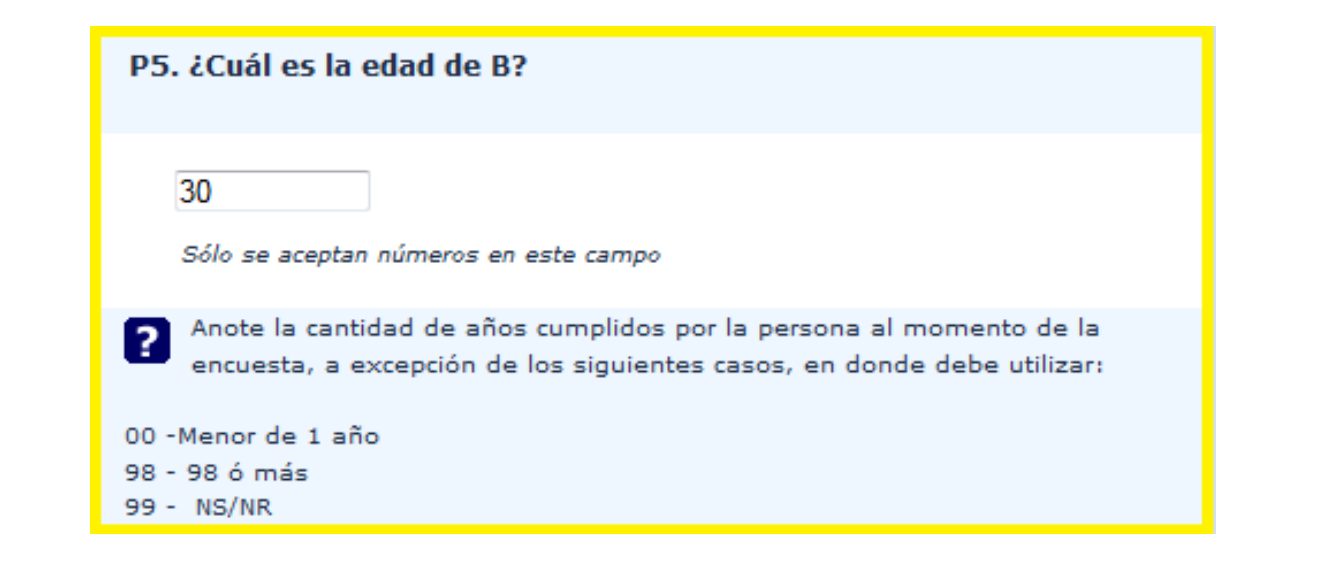 P5. ¿Cuál es la edad de B?
30
Sólo se aceptan números en este campo
? Anote la cantidad de años cumplidos por la persona al momento de la
encuesta, a excepción de los siguientes casos, en donde debe utilizar:
00 -Menor de 1 año
98 - 98 ó más
99 - NS/NR